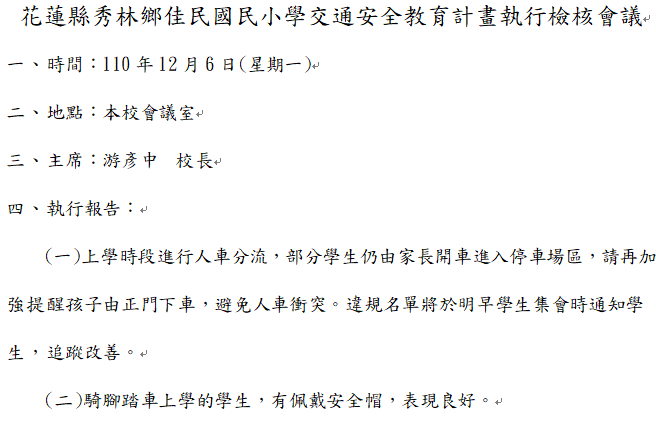 花蓮縣秀林鄉佳民國民小學交通安全教育計畫執行檢核會議
一、時間：110 年 12 月 6 日(星期一)
二、地點：本校會議室
三、主席：游彥中　校長
四、執行報告：
(一)上學時段進行人車分流，部分學生仍由家長開車進入停車場區，請再加
強提醒孩子由正門下車，避免人車衝突。違規名單將於明早學生集會時通知學
生，追蹤改善。
(二)騎腳踏車上學的學生，有佩戴安全帽，表現良好。